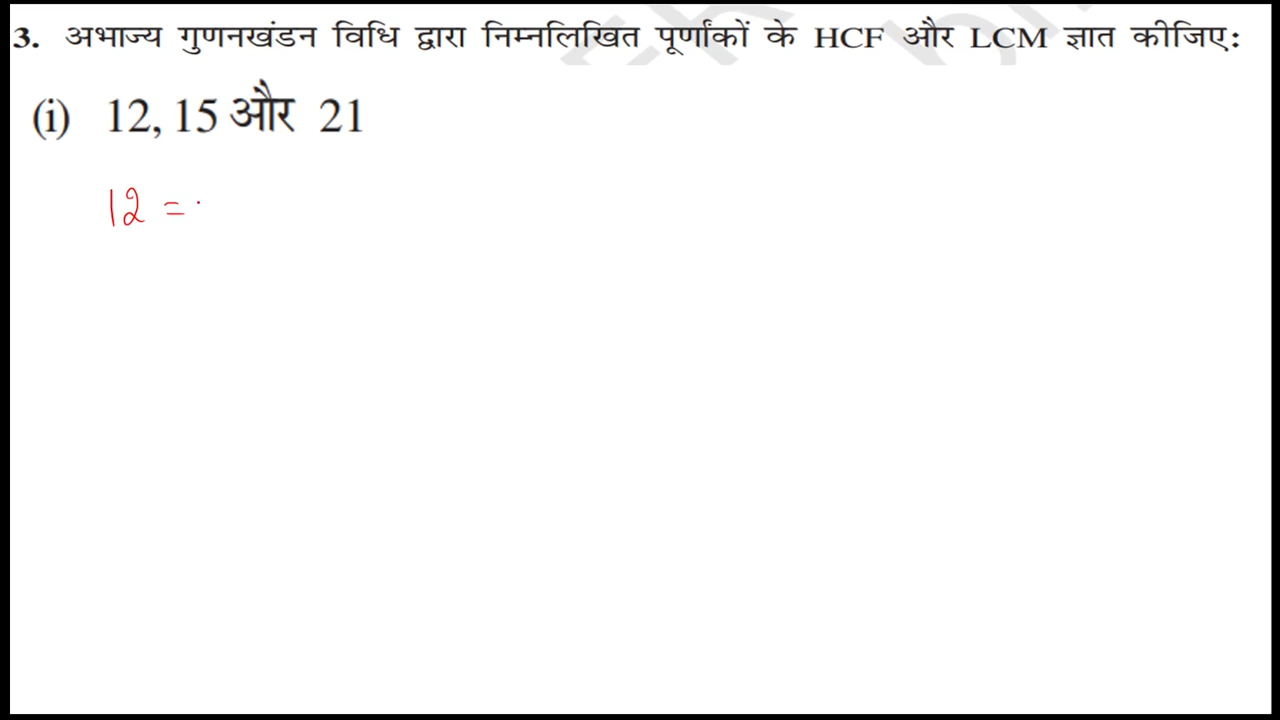 3. अभाज्य गुणनखंडन विधि द्वारा निम्नलिखित पूर्णांकों के HCF और LCM ज्ञात कीजिए:
(i) 12, 15 और 21
12 =